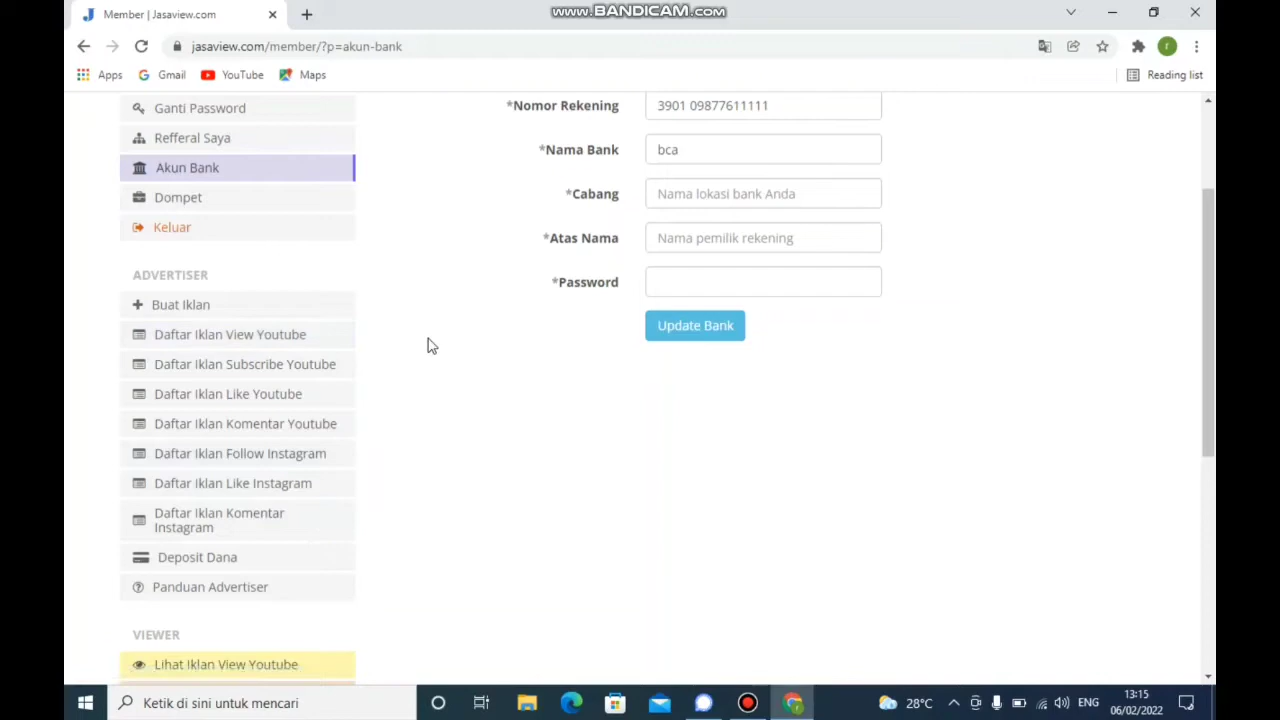 www.BANDICAM.com
Member | Jasaview.com
jasaview.com/member/?p=akun-bank
Apps
Gmail
YouTube
Maps
Reading list
Ganti Password
Refferal Saya
Akun Bank
Dompet
Keluar
ADVERTISER
Buat Iklan
Daftar Iklan View Youtube
Daftar Iklan Subscribe Youtube
Daftar Iklan Like Youtube
Daftar Iklan Komentar Youtube
Daftar Iklan Follow Instagram
Daftar Iklan Like Instagram
Daftar Iklan Komentar
Instagram
Deposit Dana
Panduan Advertiser
VIEWER
Lihat Iklan View Youtube
*Nomor Rekening 3901 09877611111
*Nama Bank bca
*Cabang Nama lokasi bank Anda
*Atas Nama Nama pemilik rekening
*Password
Update Bank
Ketik di sini untuk mencari
28°C
ENG
13:15
06/02/2022